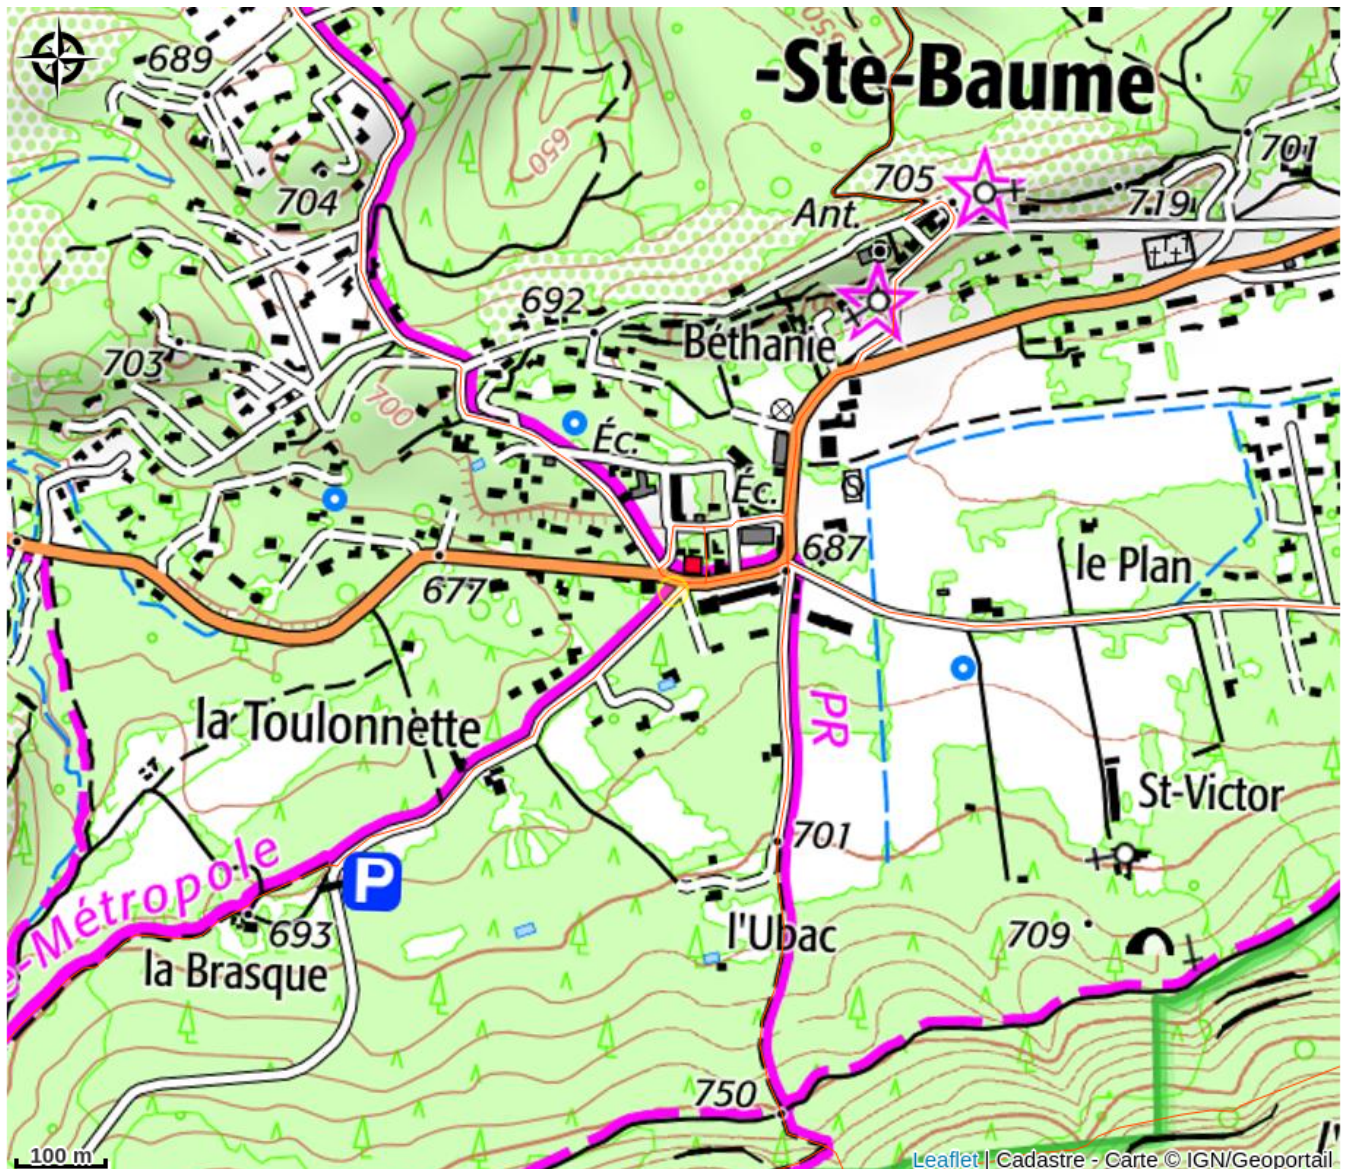 -Ste-Baume
650
689
701
705
719
704
Ant.
650
692
Béthanie
703
700
Éc.
Éc.
S
687
le Plan
677
PR
la Toulonnette
St-Victor
701
P
e-Métropole
693
l'Ubac
709
la Brasque
750
l'
100 m
Leaflet | Cadastre - Carte © IGN/Geoportail